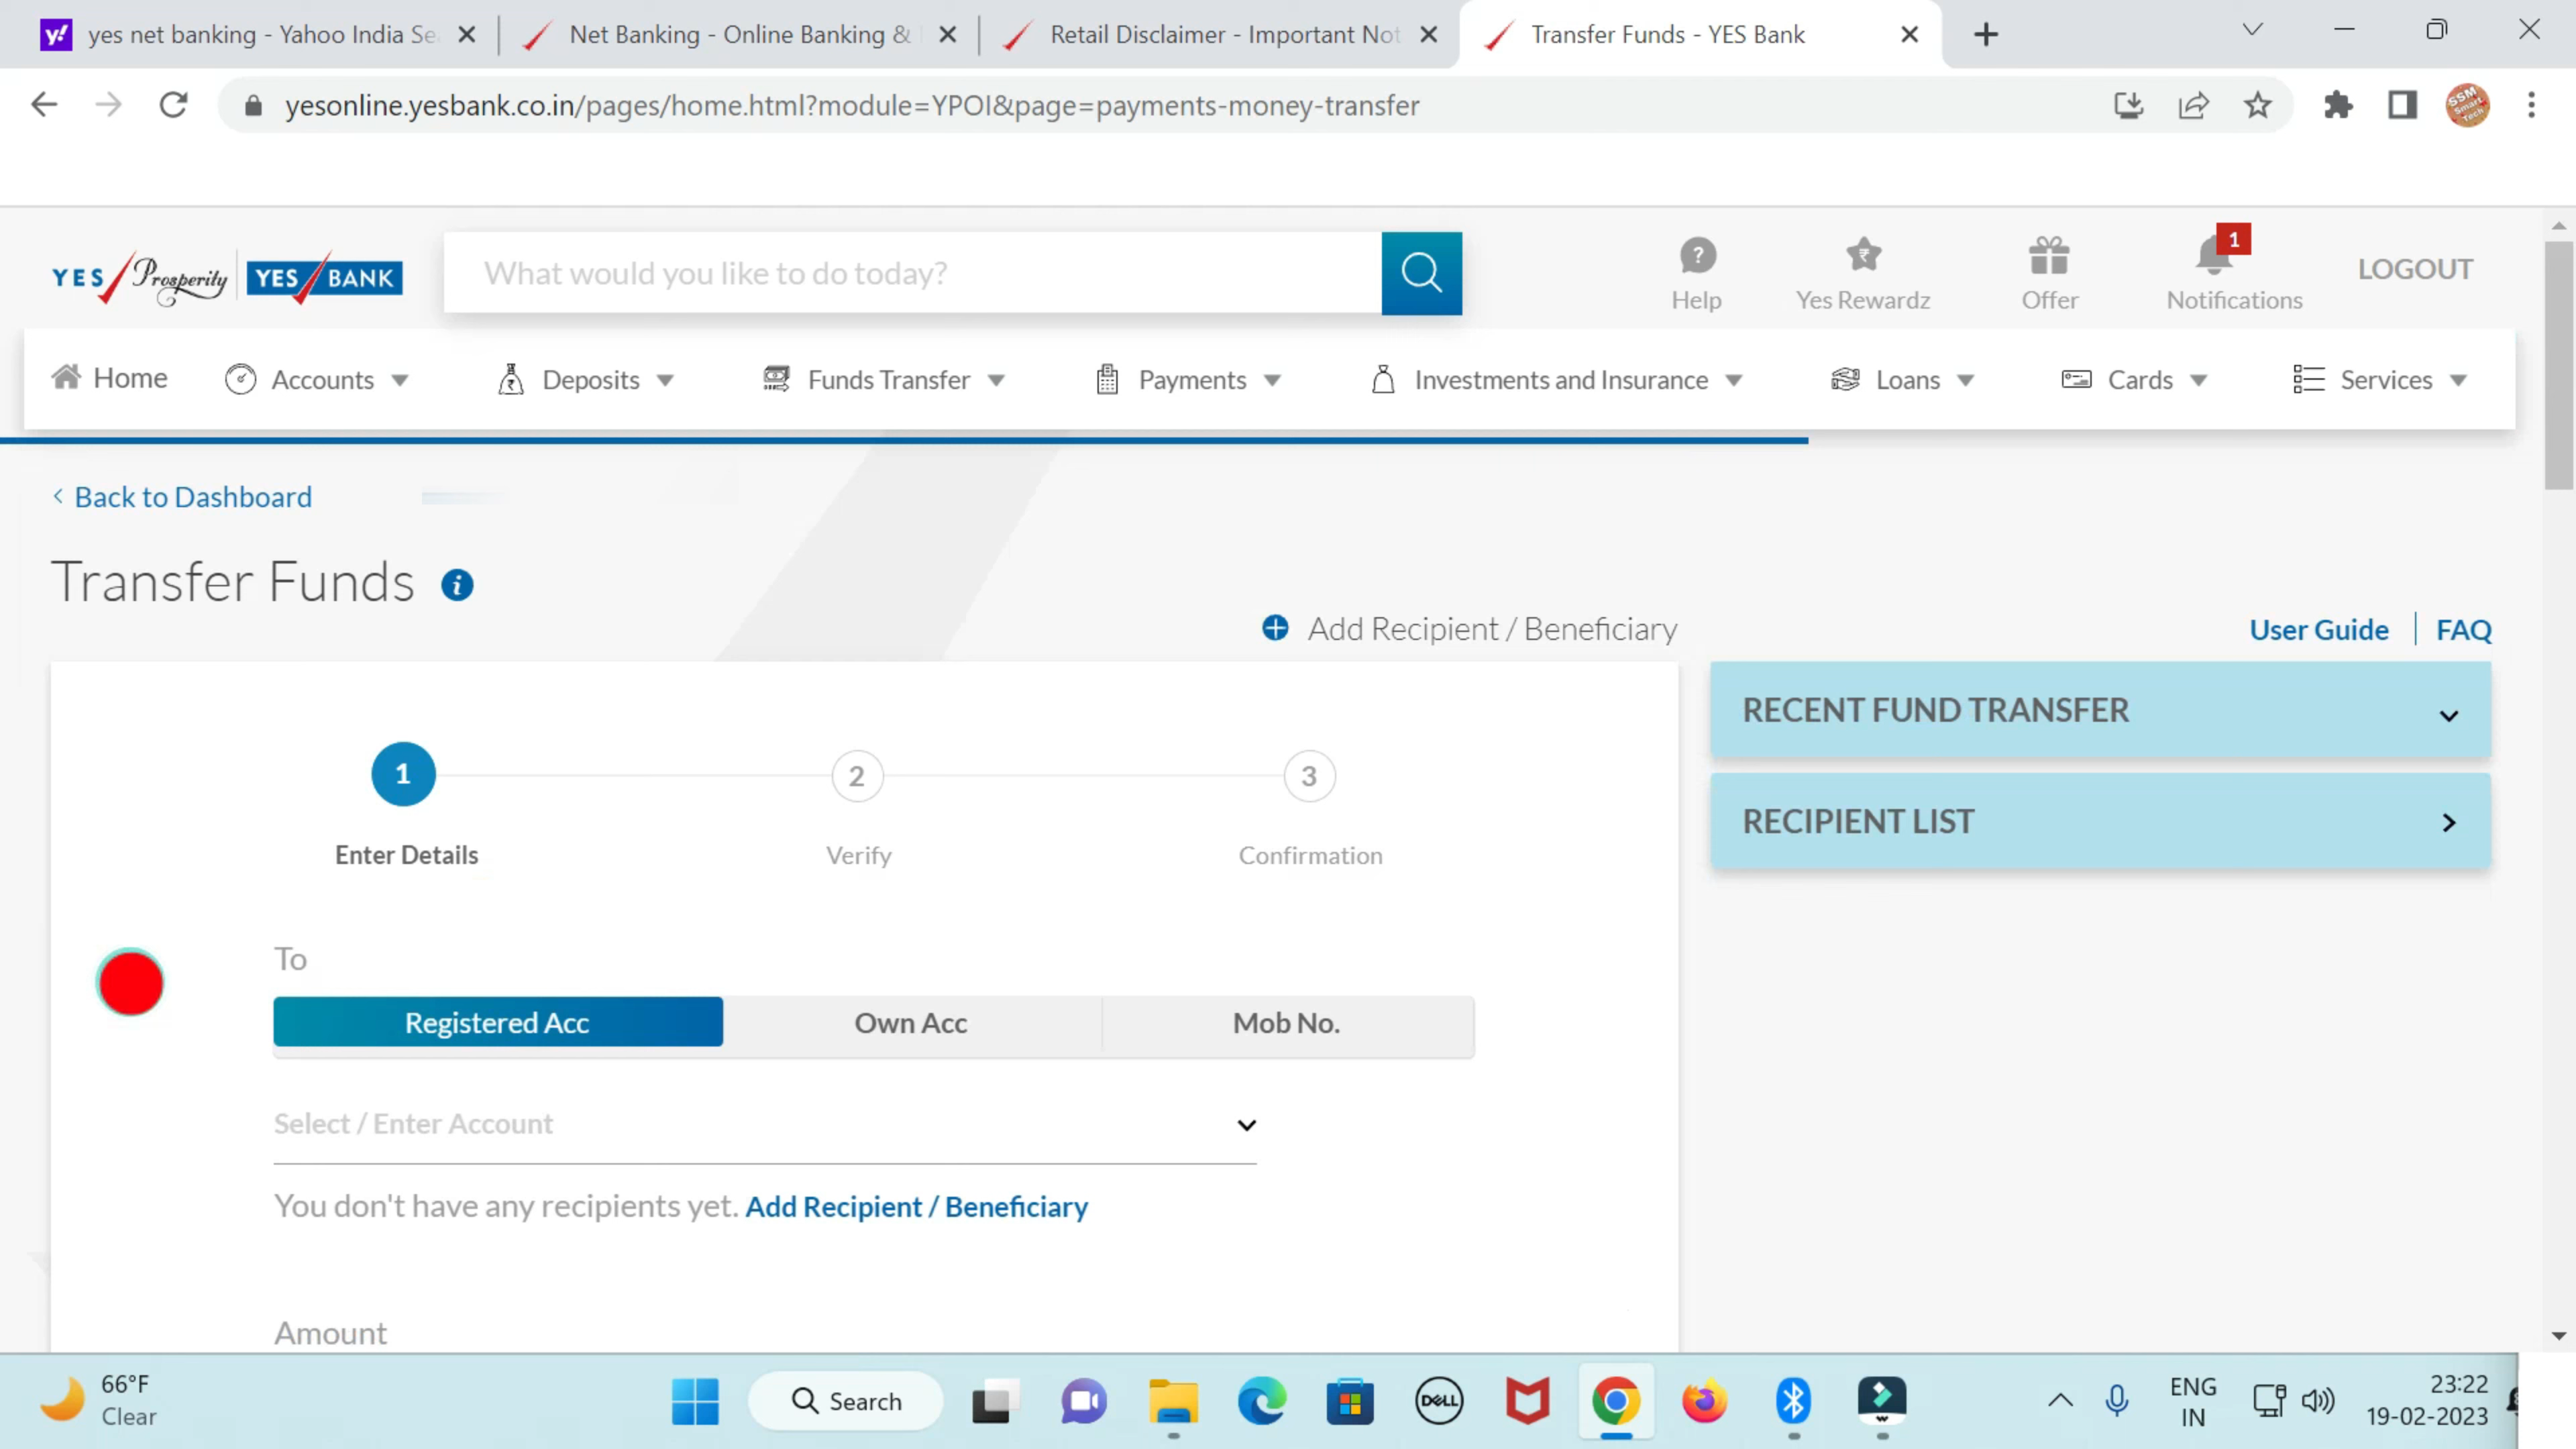 yes net banking - Yahoo India Se
Net Banking - Online Banking &
Retail Disclaimer - Important Not
Transfer Funds - YES Bank
yesonline.yesbank.co.in/pages/home.html?module=YPOI&page=payments-money-transfer
SSM Smart Tech
YES Prosperity YES BANK
What would you like to do today?
Help
Yes Rewardz
Offer
1
Notifications
LOGOUT
Home
Accounts
Deposits
Funds Transfer
Payments
Investments and Insurance
Loans
Cards
Services
< Back to Dashboard
Transfer Funds
Add Recipient / Beneficiary
User Guide | FAQ
RECENT FUND TRANSFER
RECIPIENT LIST
1
2
3
Enter Details
Verify
Confirmation
To
Registered Acc
Own Acc
Mob No.
Select / Enter Account
You don't have any recipients yet. Add Recipient / Beneficiary
Amount
66°F
Clear
Search
DELL
ENG
IN
23:22
19-02-2023